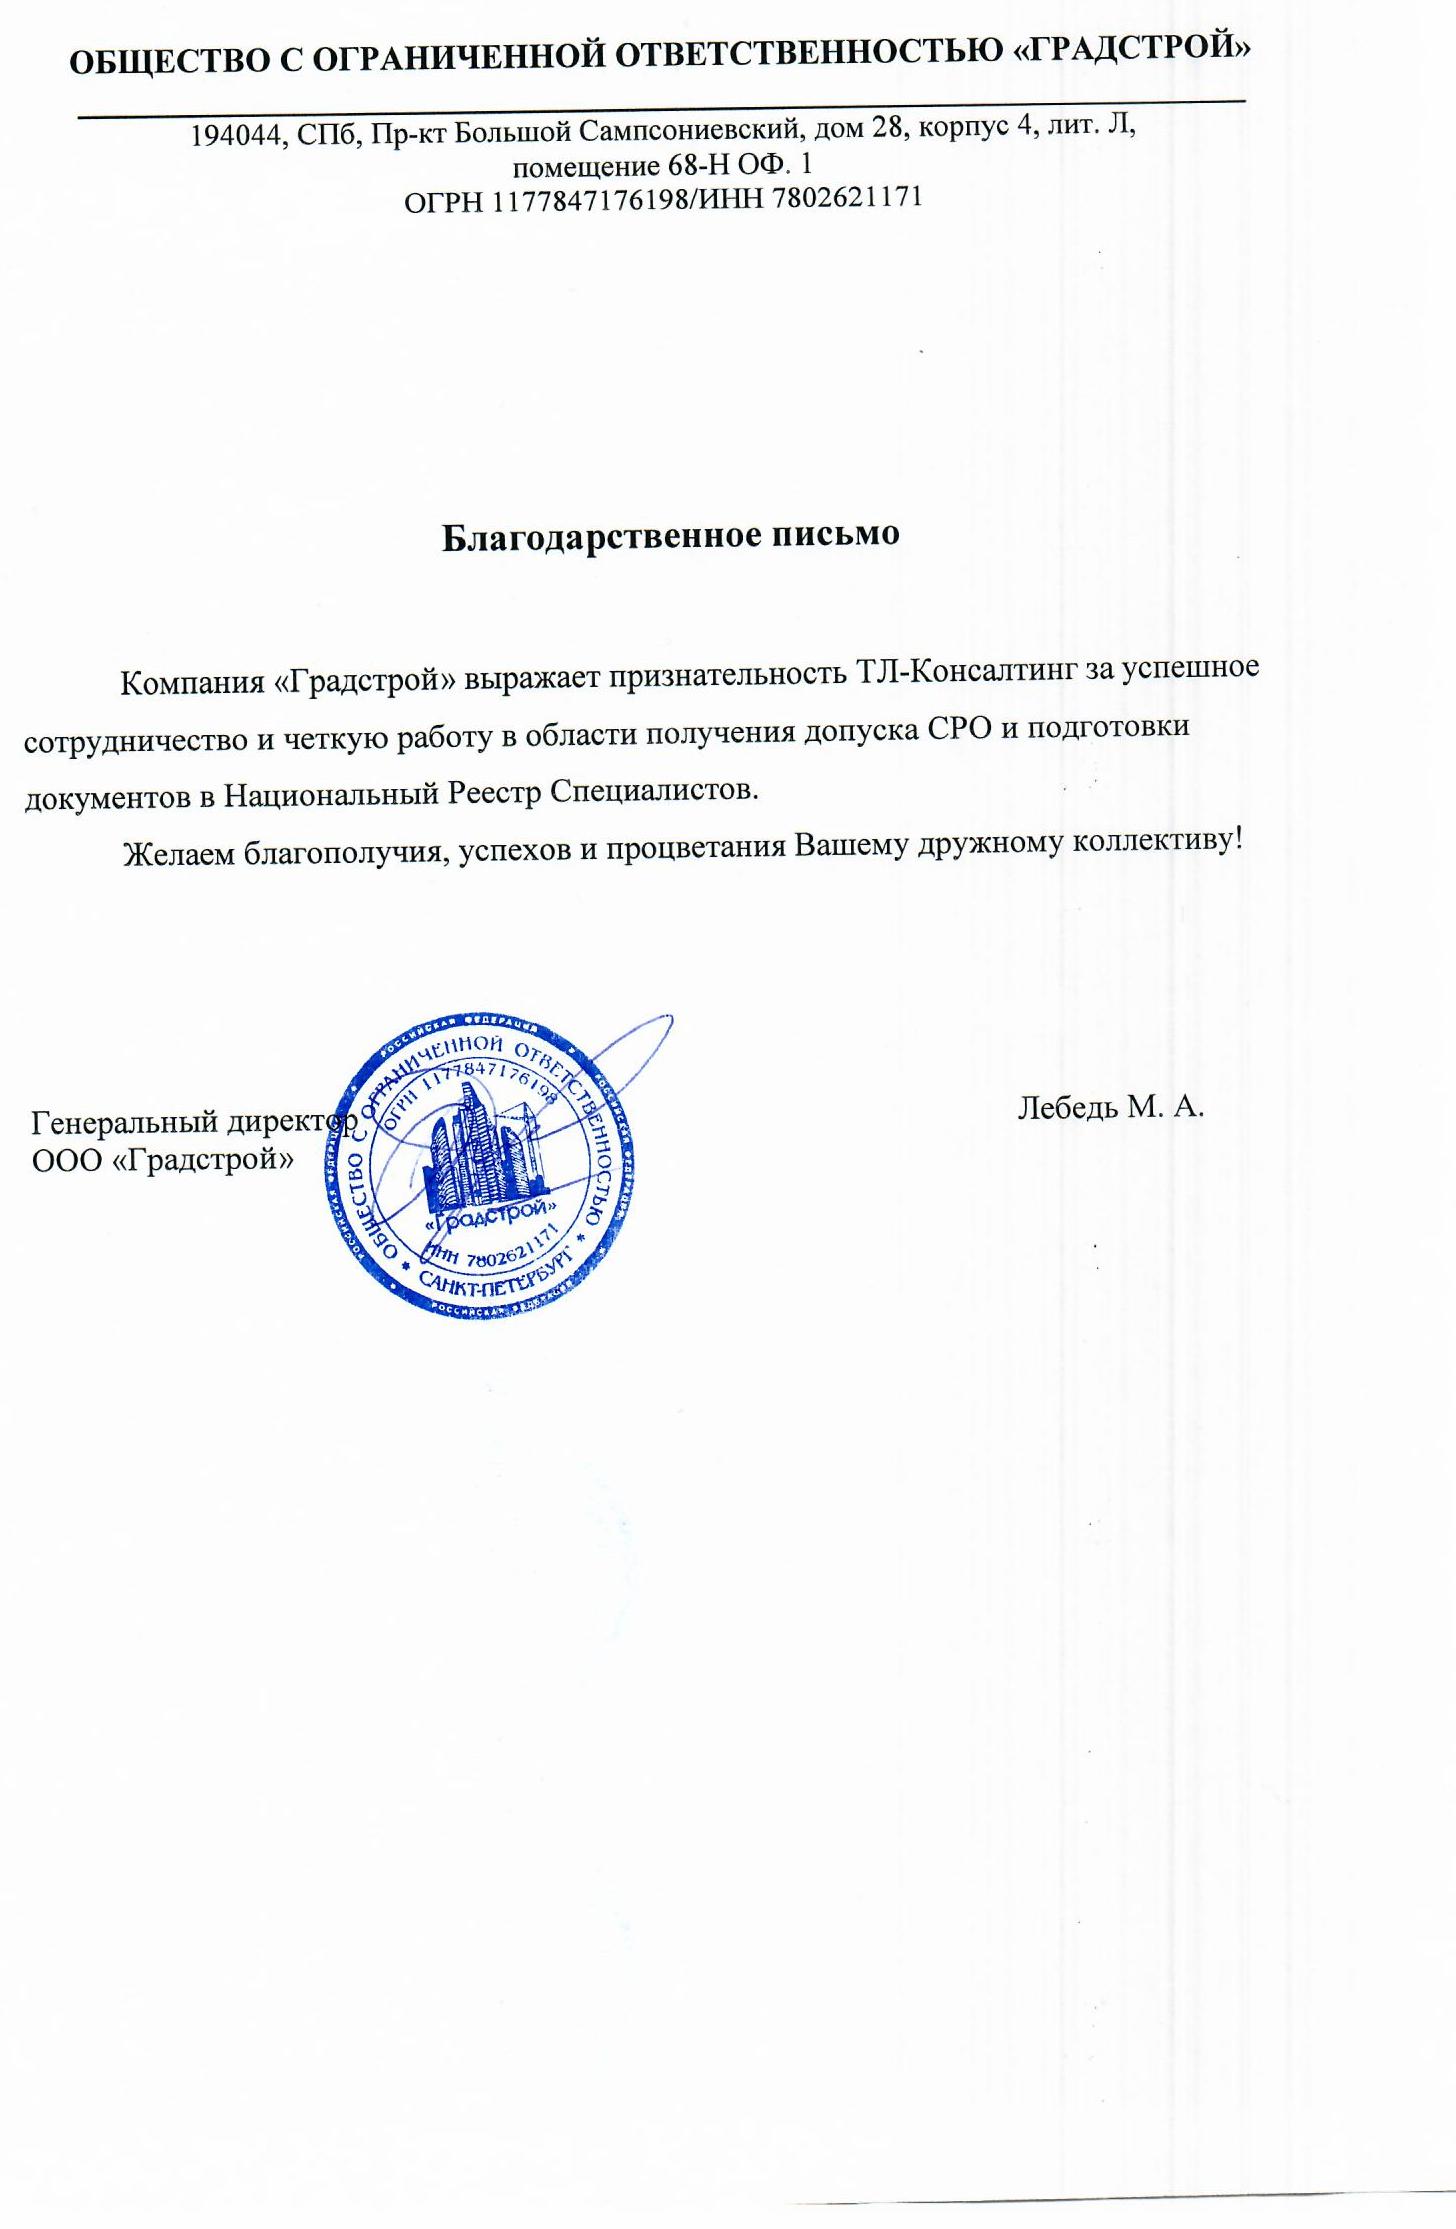 ОБЩЕСТВО С ОГРАНИЧЕННОЙ ОТВЕТСТВЕННОСТЬЮ «ГРАДСТРОЙ»
194044, СПб, Пр-кт Большой Сампсониевский, дом 28, корпус 4, лит. Л,
помещение 68-Н ОФ. 1
ОГРН 1177847176198/ИНН 7802621171
Благодарственное письмо
Компания «Градстрой» выражает признательность ТЛ-Консалтинг за успешное
сотрудничество и четкую работу в области получения допуска СРО и подготовки
документов в Национальный Реестр Специалистов.
Желаем благополучия, успехов и процветания Вашему дружному коллективу!
Генеральный директор
ООО «Градстрой»
Лебедь М. А.
РОССИЙСКАЯ ФЕДЕРАЦИЯ
ОБЩЕСТВО С ОГРАНИЧЕННОЙ ОТВЕТСТВЕННОСТЬЮ
ОГРН 1177847176198
«Градстрой»
ИНН 7802621171
* САНКТ-ПЕТЕРБУРГ *